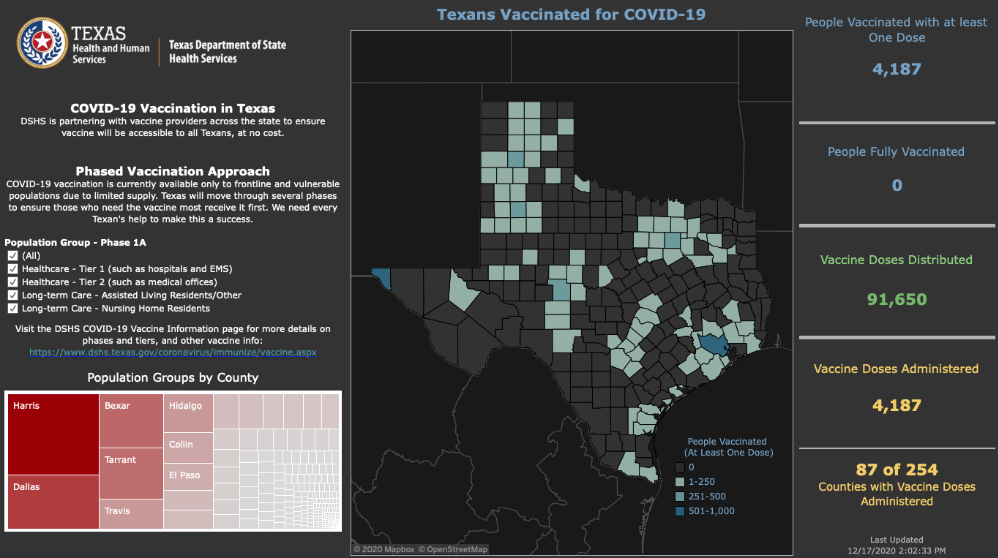 TEXAS
Health and Human
Services
Texas Department of State
Health Services
COVID-19 Vaccination in Texas
DSHS is partnering with vaccine providers across the state to ensure
vaccine will be accessible to all Texans, at no cost.
Phased Vaccination Approach
COVID-19 vaccination is currently available only to frontline and vulnerable
populations due to limited supply. Texas will move through several phases
to ensure those who need the vaccine most receive it first. We need every
Texan's help to make this a success.
Population Group - Phase 1A
(All)
Healthcare - Tier 1 (such as hospitals and EMS)
Healthcare - Tier 2 (such as medical offices)
Long-term Care - Assisted Living Residents/Other
Long-term Care - Nursing Home Residents
Visit the DSHS COVID-19 Vaccine Information page for more details on
phases and tiers, and other vaccine info:
https://www.dshs.texas.gov/coronavirus/immunize/vaccine.aspx
Population Groups by County
Harris
Dallas
Bexar
Tarrant
Travis
Hidalgo
Collin
El Paso
Texans Vaccinated for COVID-19
People Vaccinated
(At Least One Dose)
0
1-250
251-500
501-1,000
© 2020 Mapbox © OpenStreetMap
People Vaccinated with at least
One Dose
4,187
People Fully Vaccinated
0
Vaccine Doses Distributed
91,650
Vaccine Doses Administered
4,187
87 of 254
Counties with Vaccine Doses
Administered
Last Updated
12/17/2020 2:02:33 PM